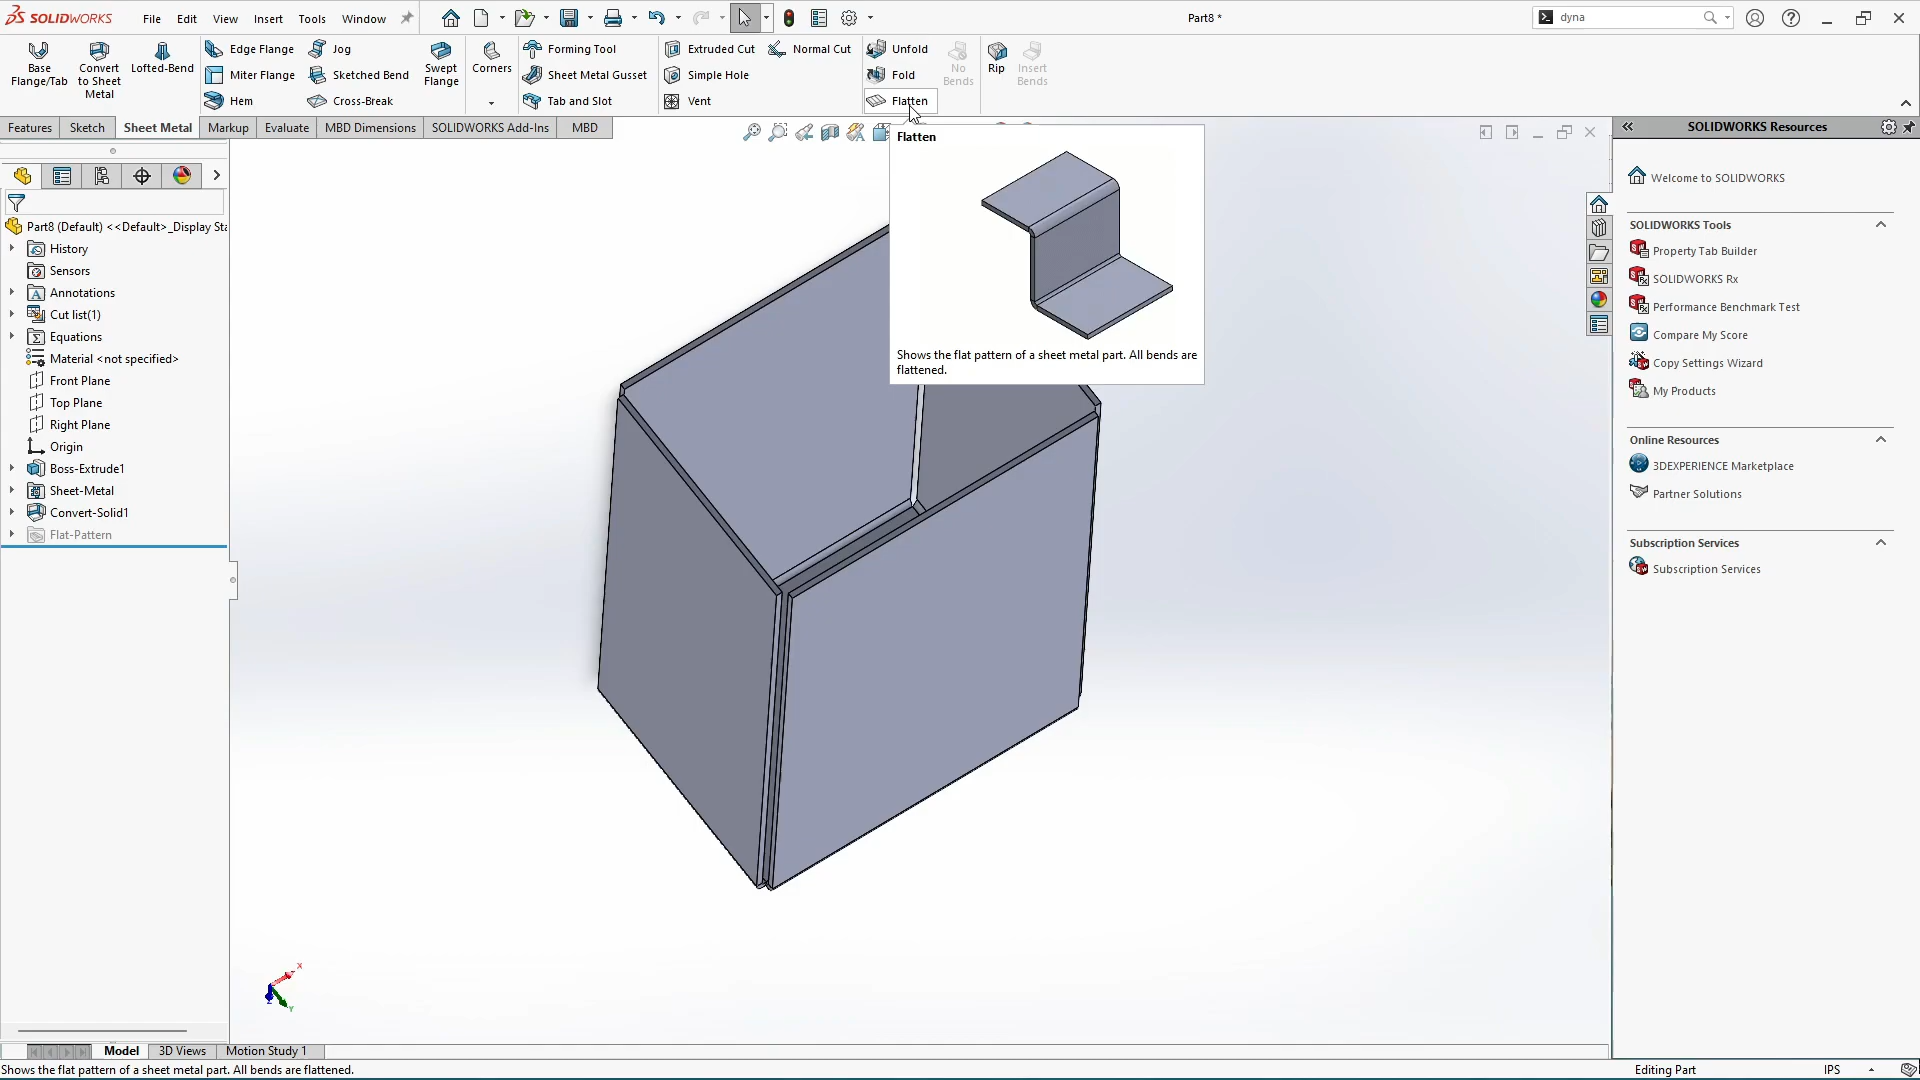 SOLIDWORKS
File
Edit
View
Insert
Tools
Window
Part8 *
dyna
Base Flange/Tab
Convert to Sheet Metal
Lofted-Bend
Edge Flange
Miter Flange
Hem
Jog
Sketched Bend
Cross-Break
Swept Flange
Corners
Forming Tool
Sheet Metal Gusset
Tab and Slot
Extruded Cut
Simple Hole
Vent
Normal Cut
Unfold
Fold
Flatten
No Bends
Rip
Insert Bends
Features
Sketch
Sheet Metal
Markup
Evaluate
MBD Dimensions
SOLIDWORKS Add-Ins
MBD
Flatten
Shows the flat pattern of a sheet metal part. All bends are
flattened.
Part8 (Default) <<Default>_Display Sta
History
Sensors
Annotations
Cut list(1)
Equations
Material <not specified>
Front Plane
Top Plane
Right Plane
Origin
Boss-Extrude1
Sheet-Metal
Convert-Solid1
Flat-Pattern
SOLIDWORKS Resources
Welcome to SOLIDWORKS
SOLIDWORKS Tools
Property Tab Builder
SOLIDWORKS Rx
Performance Benchmark Test
Compare My Score
Copy Settings Wizard
My Products
Online Resources
3DEXPERIENCE Marketplace
Partner Solutions
Subscription Services
Subscription Services
X
Y
Z
Model
3D Views
Motion Study 1
Shows the flat pattern of a sheet metal part. All bends are flattened.
Editing Part
IPS